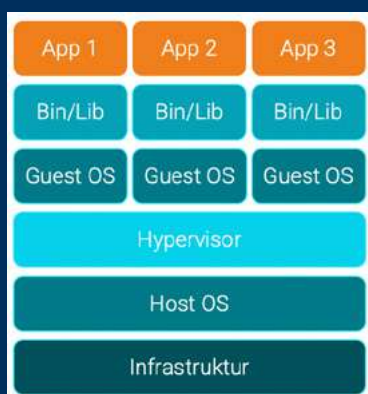 App 1 App 2 App 3
Bin/Lib Bin/Lib Bin/Lib
Guest OS Guest OS Guest OS
Hypervisor
Host OS
Infrastruktur